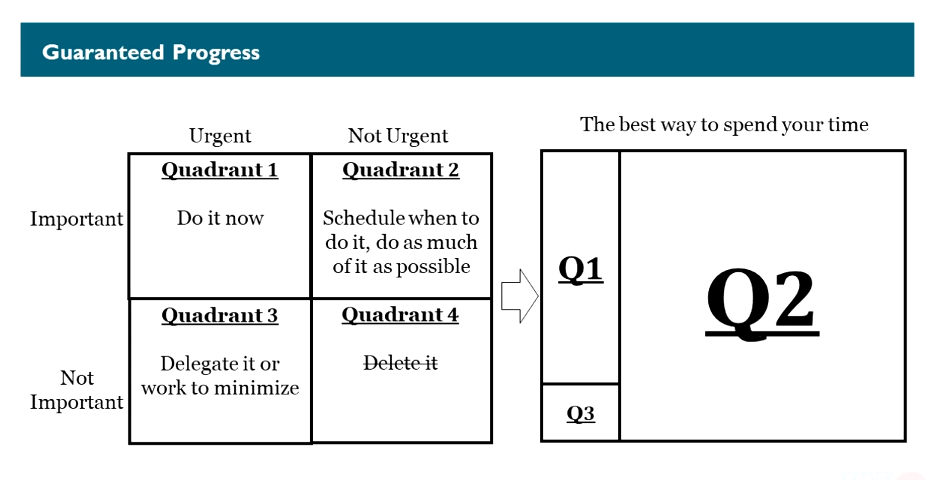 Guaranteed Progress
Urgent
Not Urgent
The best way to spend your time
Quadrant 1
Quadrant 2
Important
Do it now
Schedule when to
do it, do as much
of it as possible
Quadrant 3
Quadrant 4
Not
Important
Delegate it or
work to minimize
Delete it
Q1
Q2
Q3